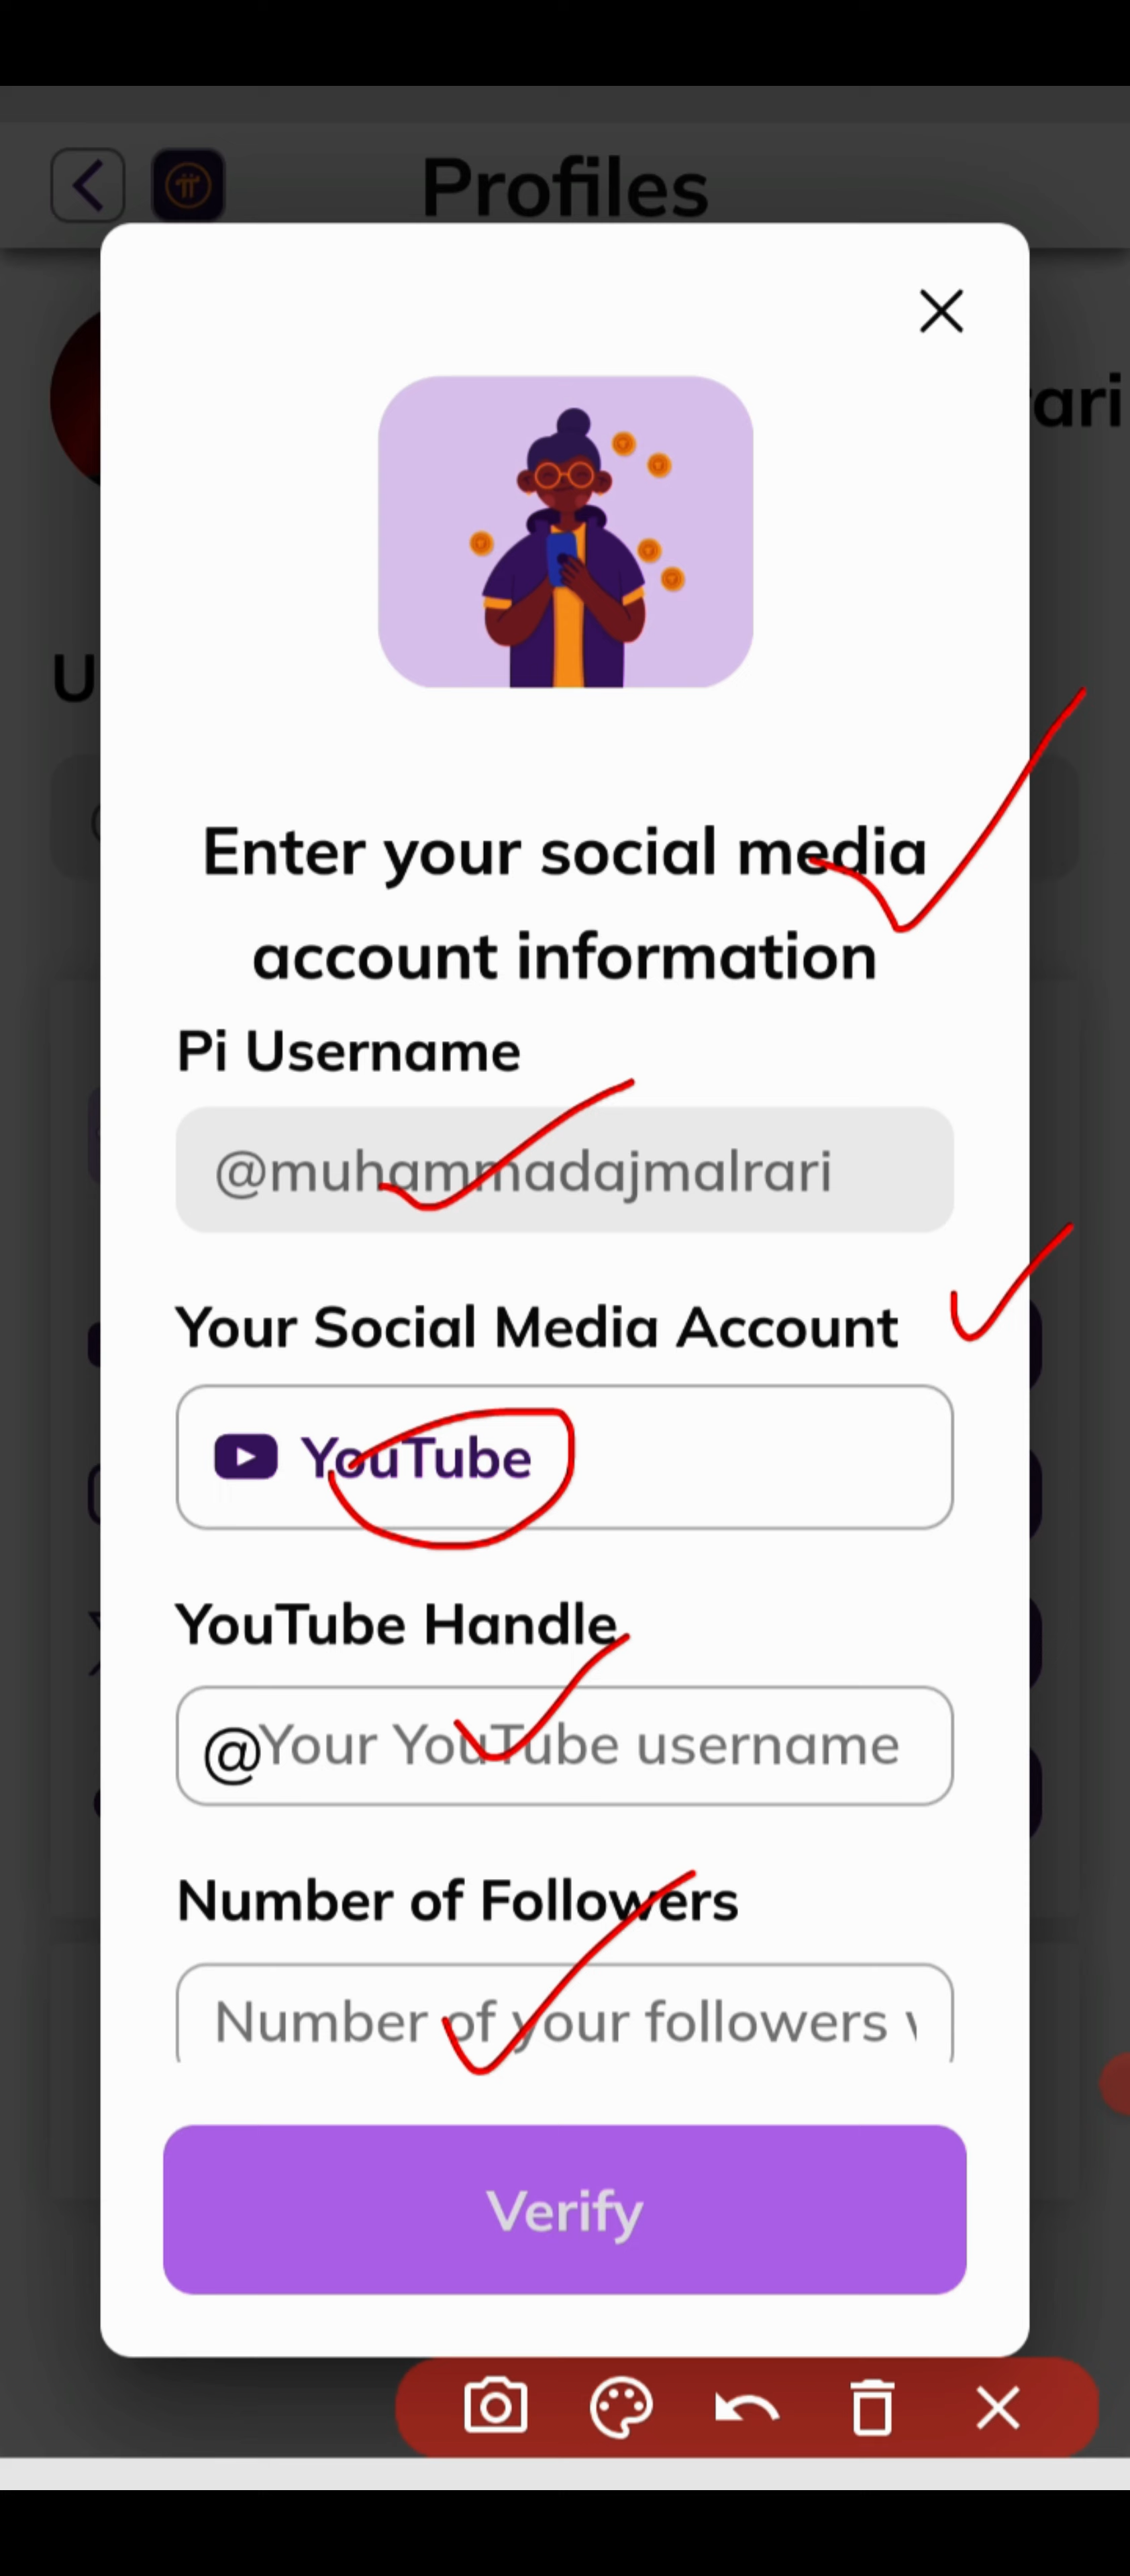 Profiles
rari
U
Enter your social media
account information
Pi Username
@muhammadajmalrari
Your Social Media Account
YouTube
YouTube Handle
@Your YouTube username
Number of Followers
Number of your followers
Verify